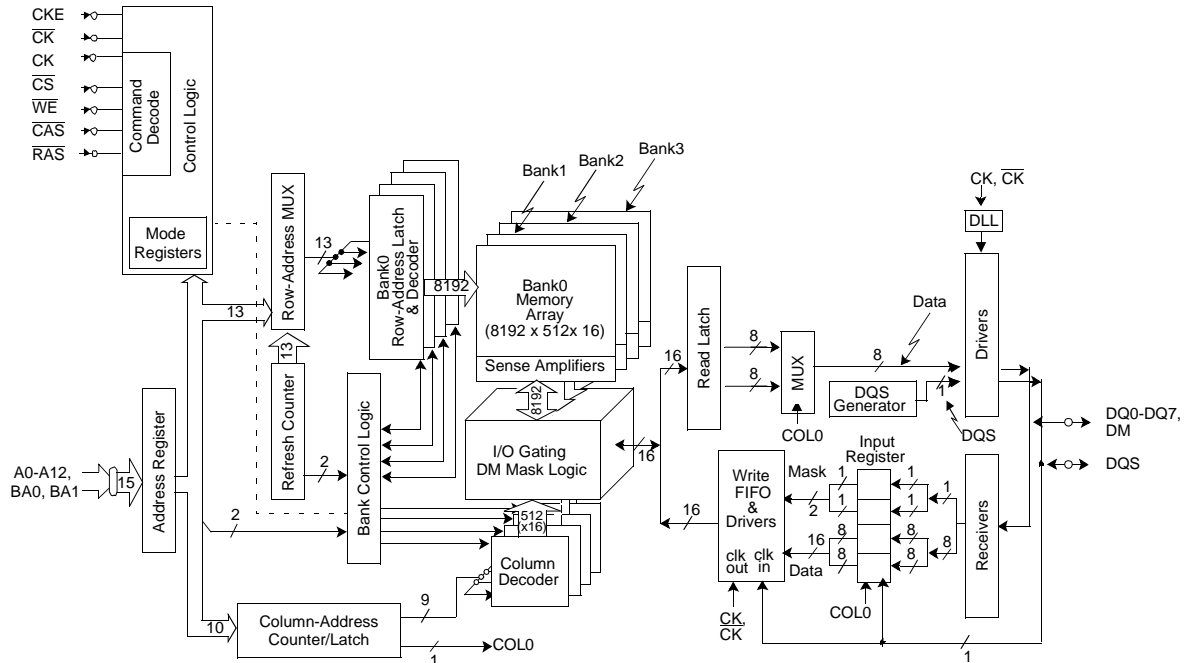 CKE
CK
CK
CS
WE
CAS
RAS
Command
Decode
Control Logic
Mode
Registers
Row-Address MUX
13
Bank0
Row-Address Latch
& Decoder
8192
Bank1
Bank2
Bank3
Bank0
Memory
Array
(8192 x 512x 16)
Sense Amplifiers
8192
I/O Gating
DM Mask Logic
16
13
13
Refresh Counter
2
Bank Control Logic
A0-A12,
BA0, BA1
15
Address Register
2
512
(x16)
Column
Decoder
10
Column-Address
Counter/Latch
9
1
COL0
16
Read Latch
8
8
MUX
COL0
8
Data
DQS
Generator
1
DQS
CK, CK
DLL
Drivers
DQ0-DQ7,
DM
DQS
Input
Register
Write
FIFO
&
Drivers
clk
out
clk
in
CK,
CK
16
Mask
2
16
Data
1
1
8
8
1
1
8
8
1
8
COL0
Receivers
1